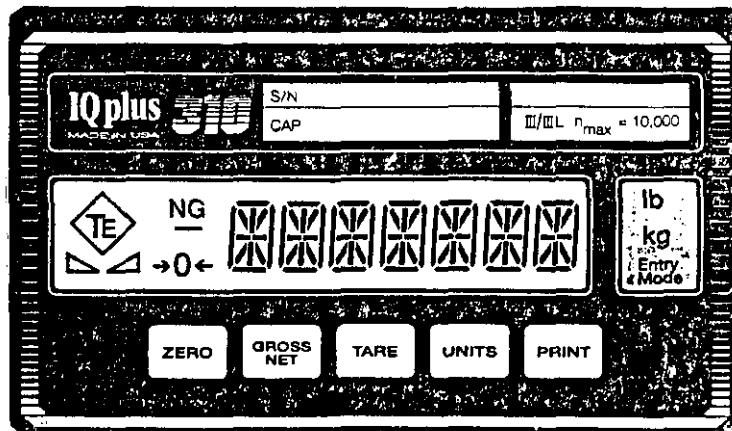 IQ plus 310
MADE IN USA
S/N
CAP
III/IIIL nmax = 10,000
TE
NG
→0←
lb
kg
Entry
Mode
ZERO
GROSS
NET
TARE
UNITS
PRINT